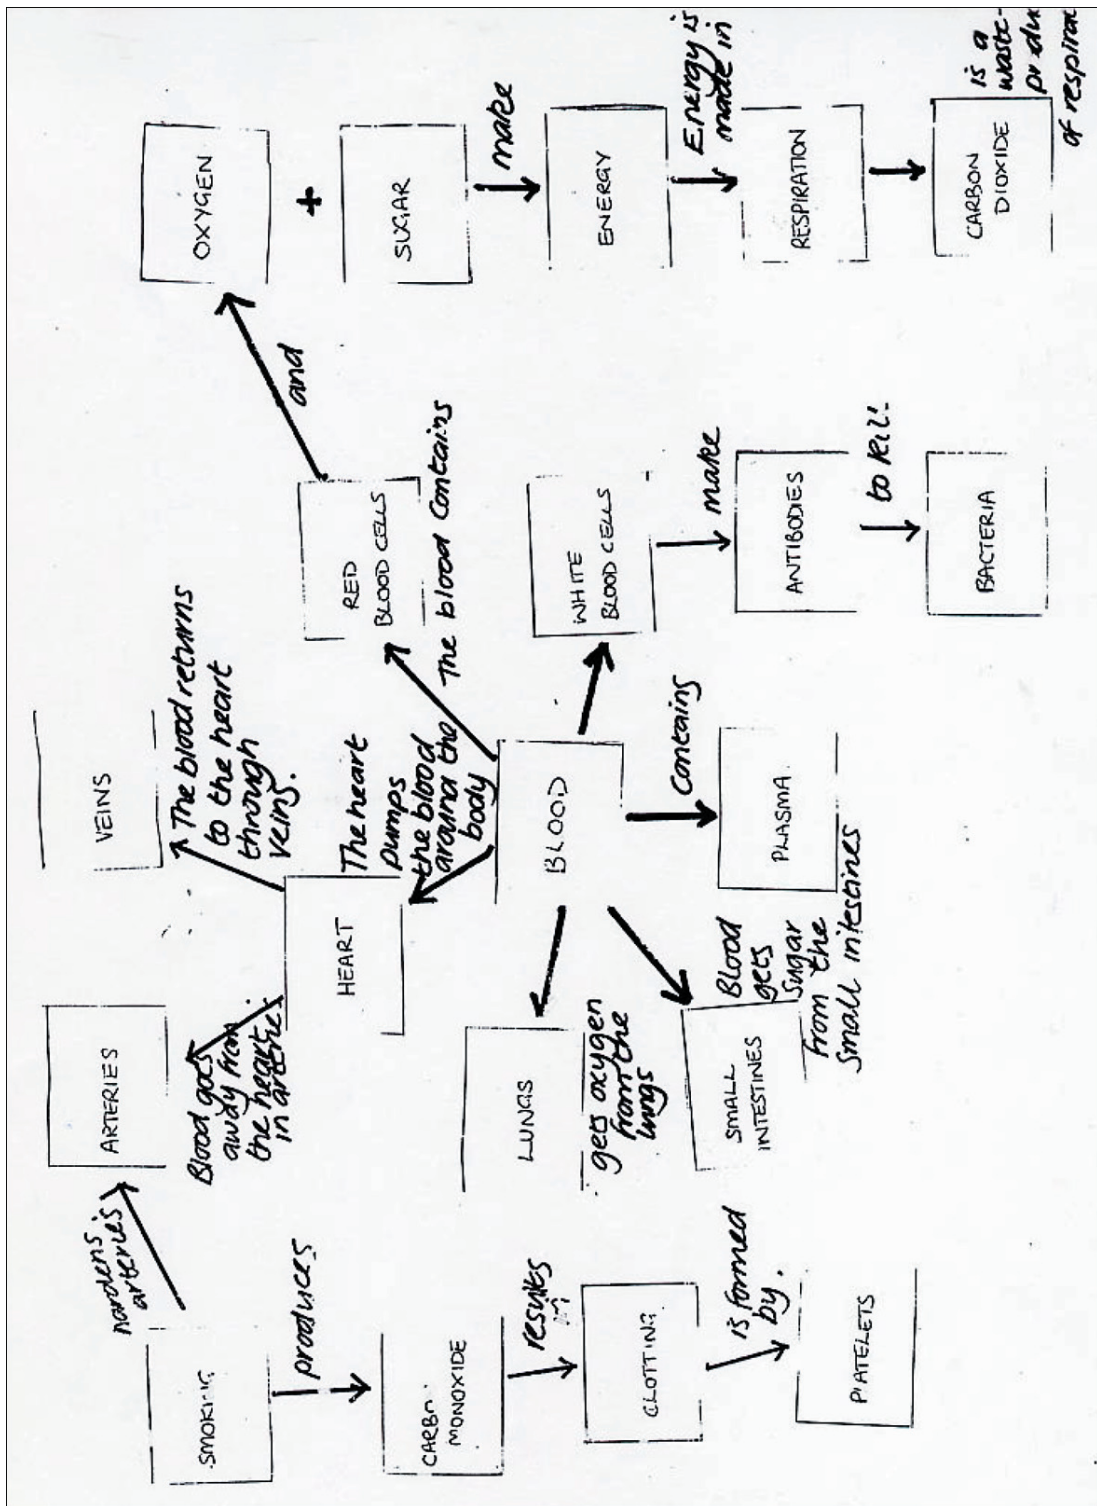 VEINS
The blood returns
to the heart
through
veins.
ARTERIES
Blood goes
away from
the heart
in arteries
hardens
arteries
SMOKING
produces
CARBON
MONOXIDE
results
in
CLOTTING
is formed
by.
PLATELETS
HEART
The heart
pumps
the blood
around the
body
BLOOD
LUNGS
gets oxygen
from the
lungs
SMALL
INTESTINES
Blood
gets
sugar
from the
small intestines
contains
PLASMA
The blood contains
RED
BLOOD CELLS
and
OXYGEN
+
SUGAR
make
ENERGY
Energy is
made in
RESPIRATION
CARBON
DIOXIDE
is a
waste-
of
WHITE
BLOOD CELLS
make
ANTIBODIES
to kill
BACTERIA